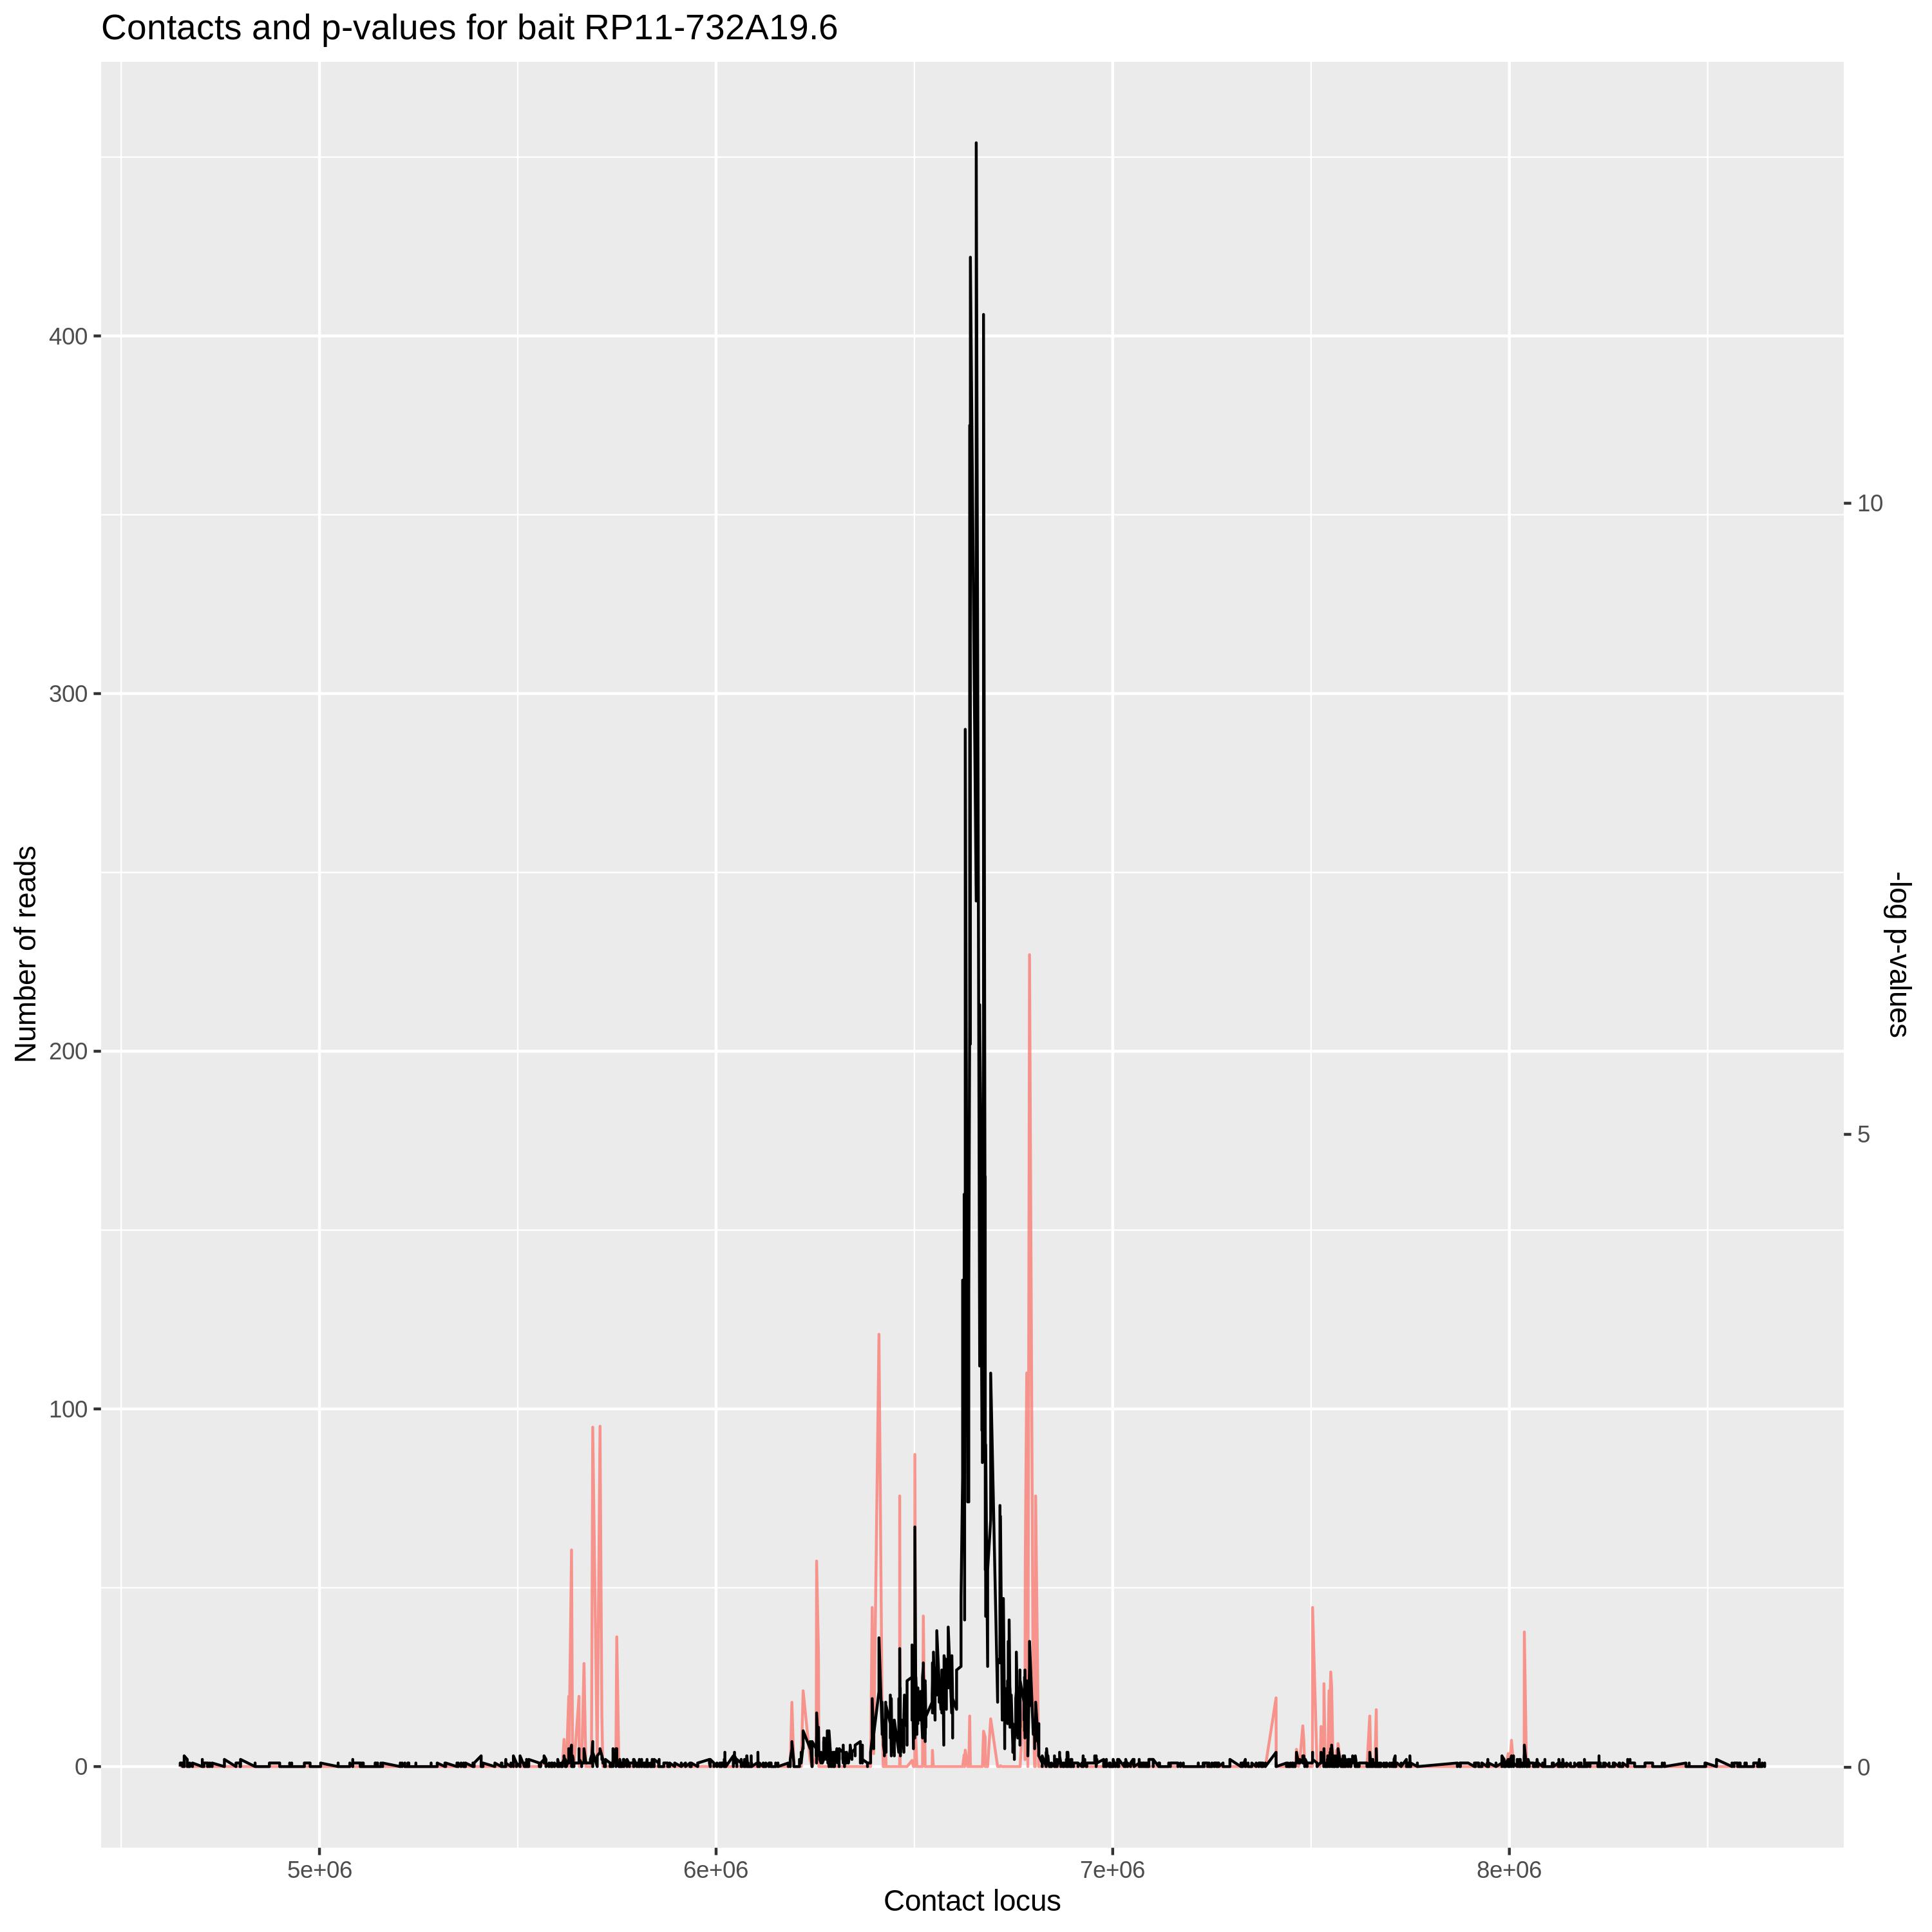 Contacts and p-values for bait RP11-732A19.6
400
300
200
100
0
Number of reads
10
5
0
-log p-values
5e+06
6e+06
7e+06
8e+06
Contact locus